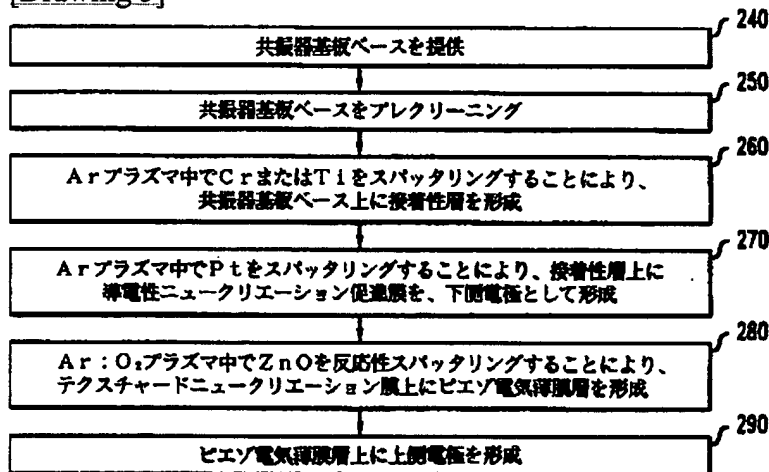 240
共振器基板ベースを提供
250
共振器基板ベースをプレクリーニング
260
Arプラズマ中でCrまたはTiをスパッタリングすることにより、
共振器基板ベース上に接着性層を形成
270
Arプラズマ中でPtをスパッタリングすることにより、接着性層上に
導電性ニュークリエーション促進膜を、下側電極として形成
280
Ar:O₂プラズマ中でZnOを反応性スパッタリングすることにより、
テクスチャードニュークリエーション膜上にピエゾ電気薄膜層を形成
290
ピエゾ電気薄膜層上に上側電極を形成